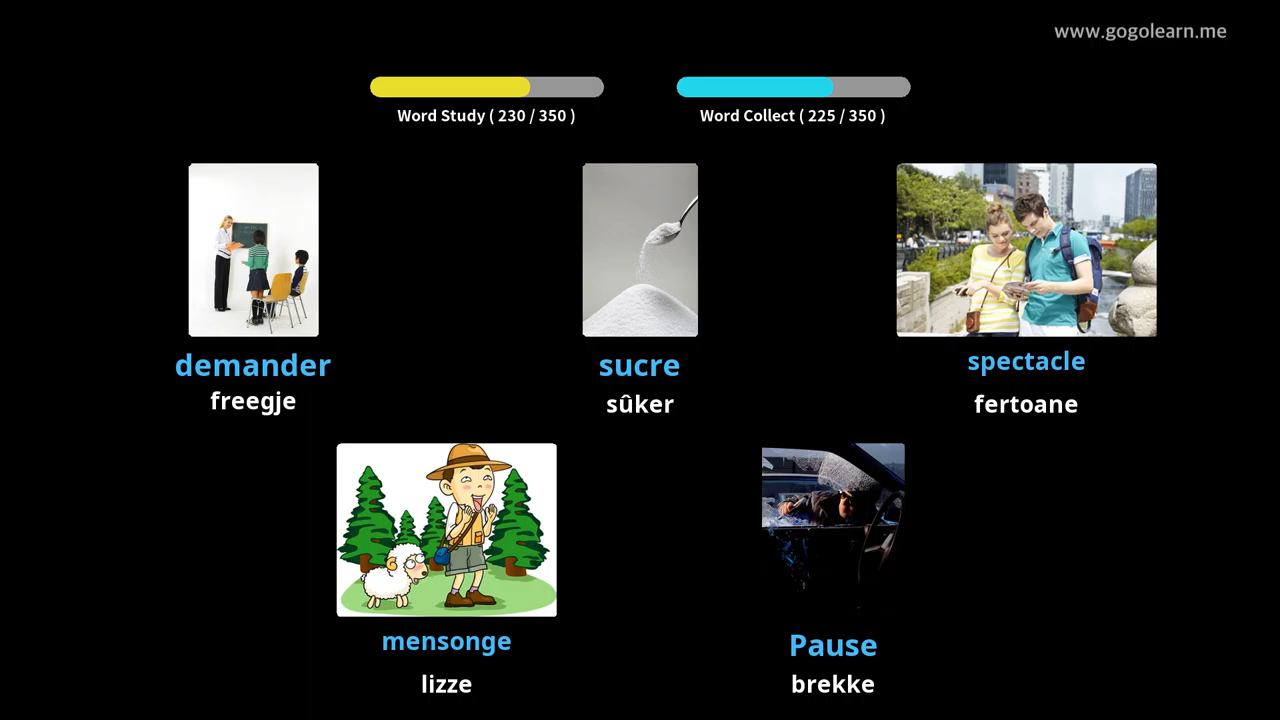 www.gogolearn.me
Word Study ( 230 / 350 )
Word Collect ( 225 / 350 )
demander
freegje
sucre
sûker
spectacle
fertoane
mensonge
lizze
Pause
brekke